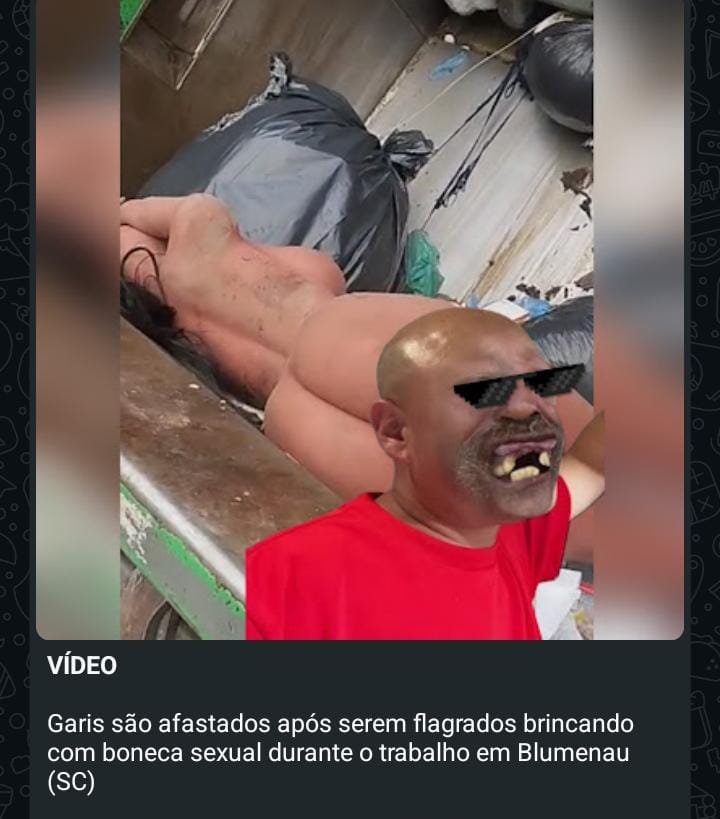 VÍDEO
Garis são afastados após serem flagrados brincando
com boneca sexual durante o trabalho em Blumenau
(SC)